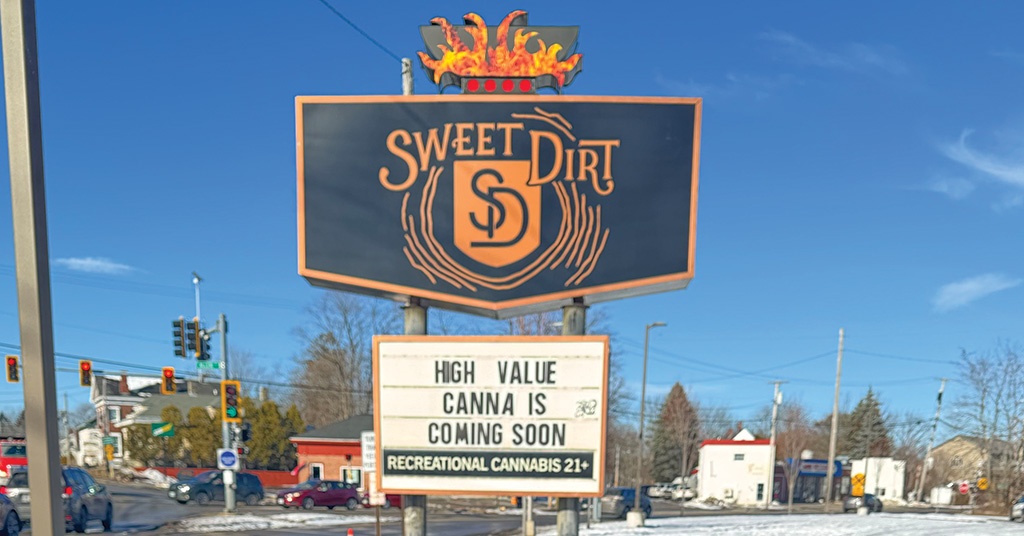 SWEET DIRT
SD
HIGH VALUE
CANNA IS
COMING SOON
RECREATIONAL CANNABIS 21+